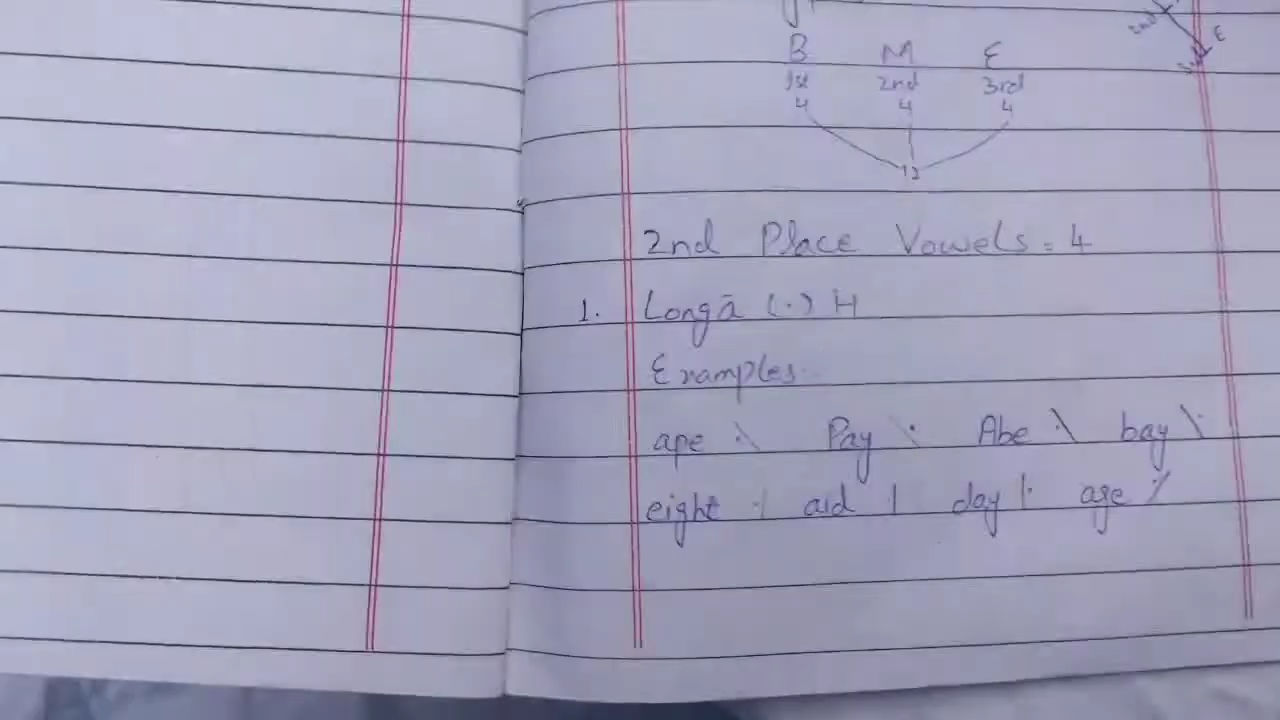 B M E
1st 2nd 3rd
4 4 4
12
2nd E
2nd Place Vowels = 4
1. Long ā (.) H
Examples.
ape Pay Abe bay
eight aid day age